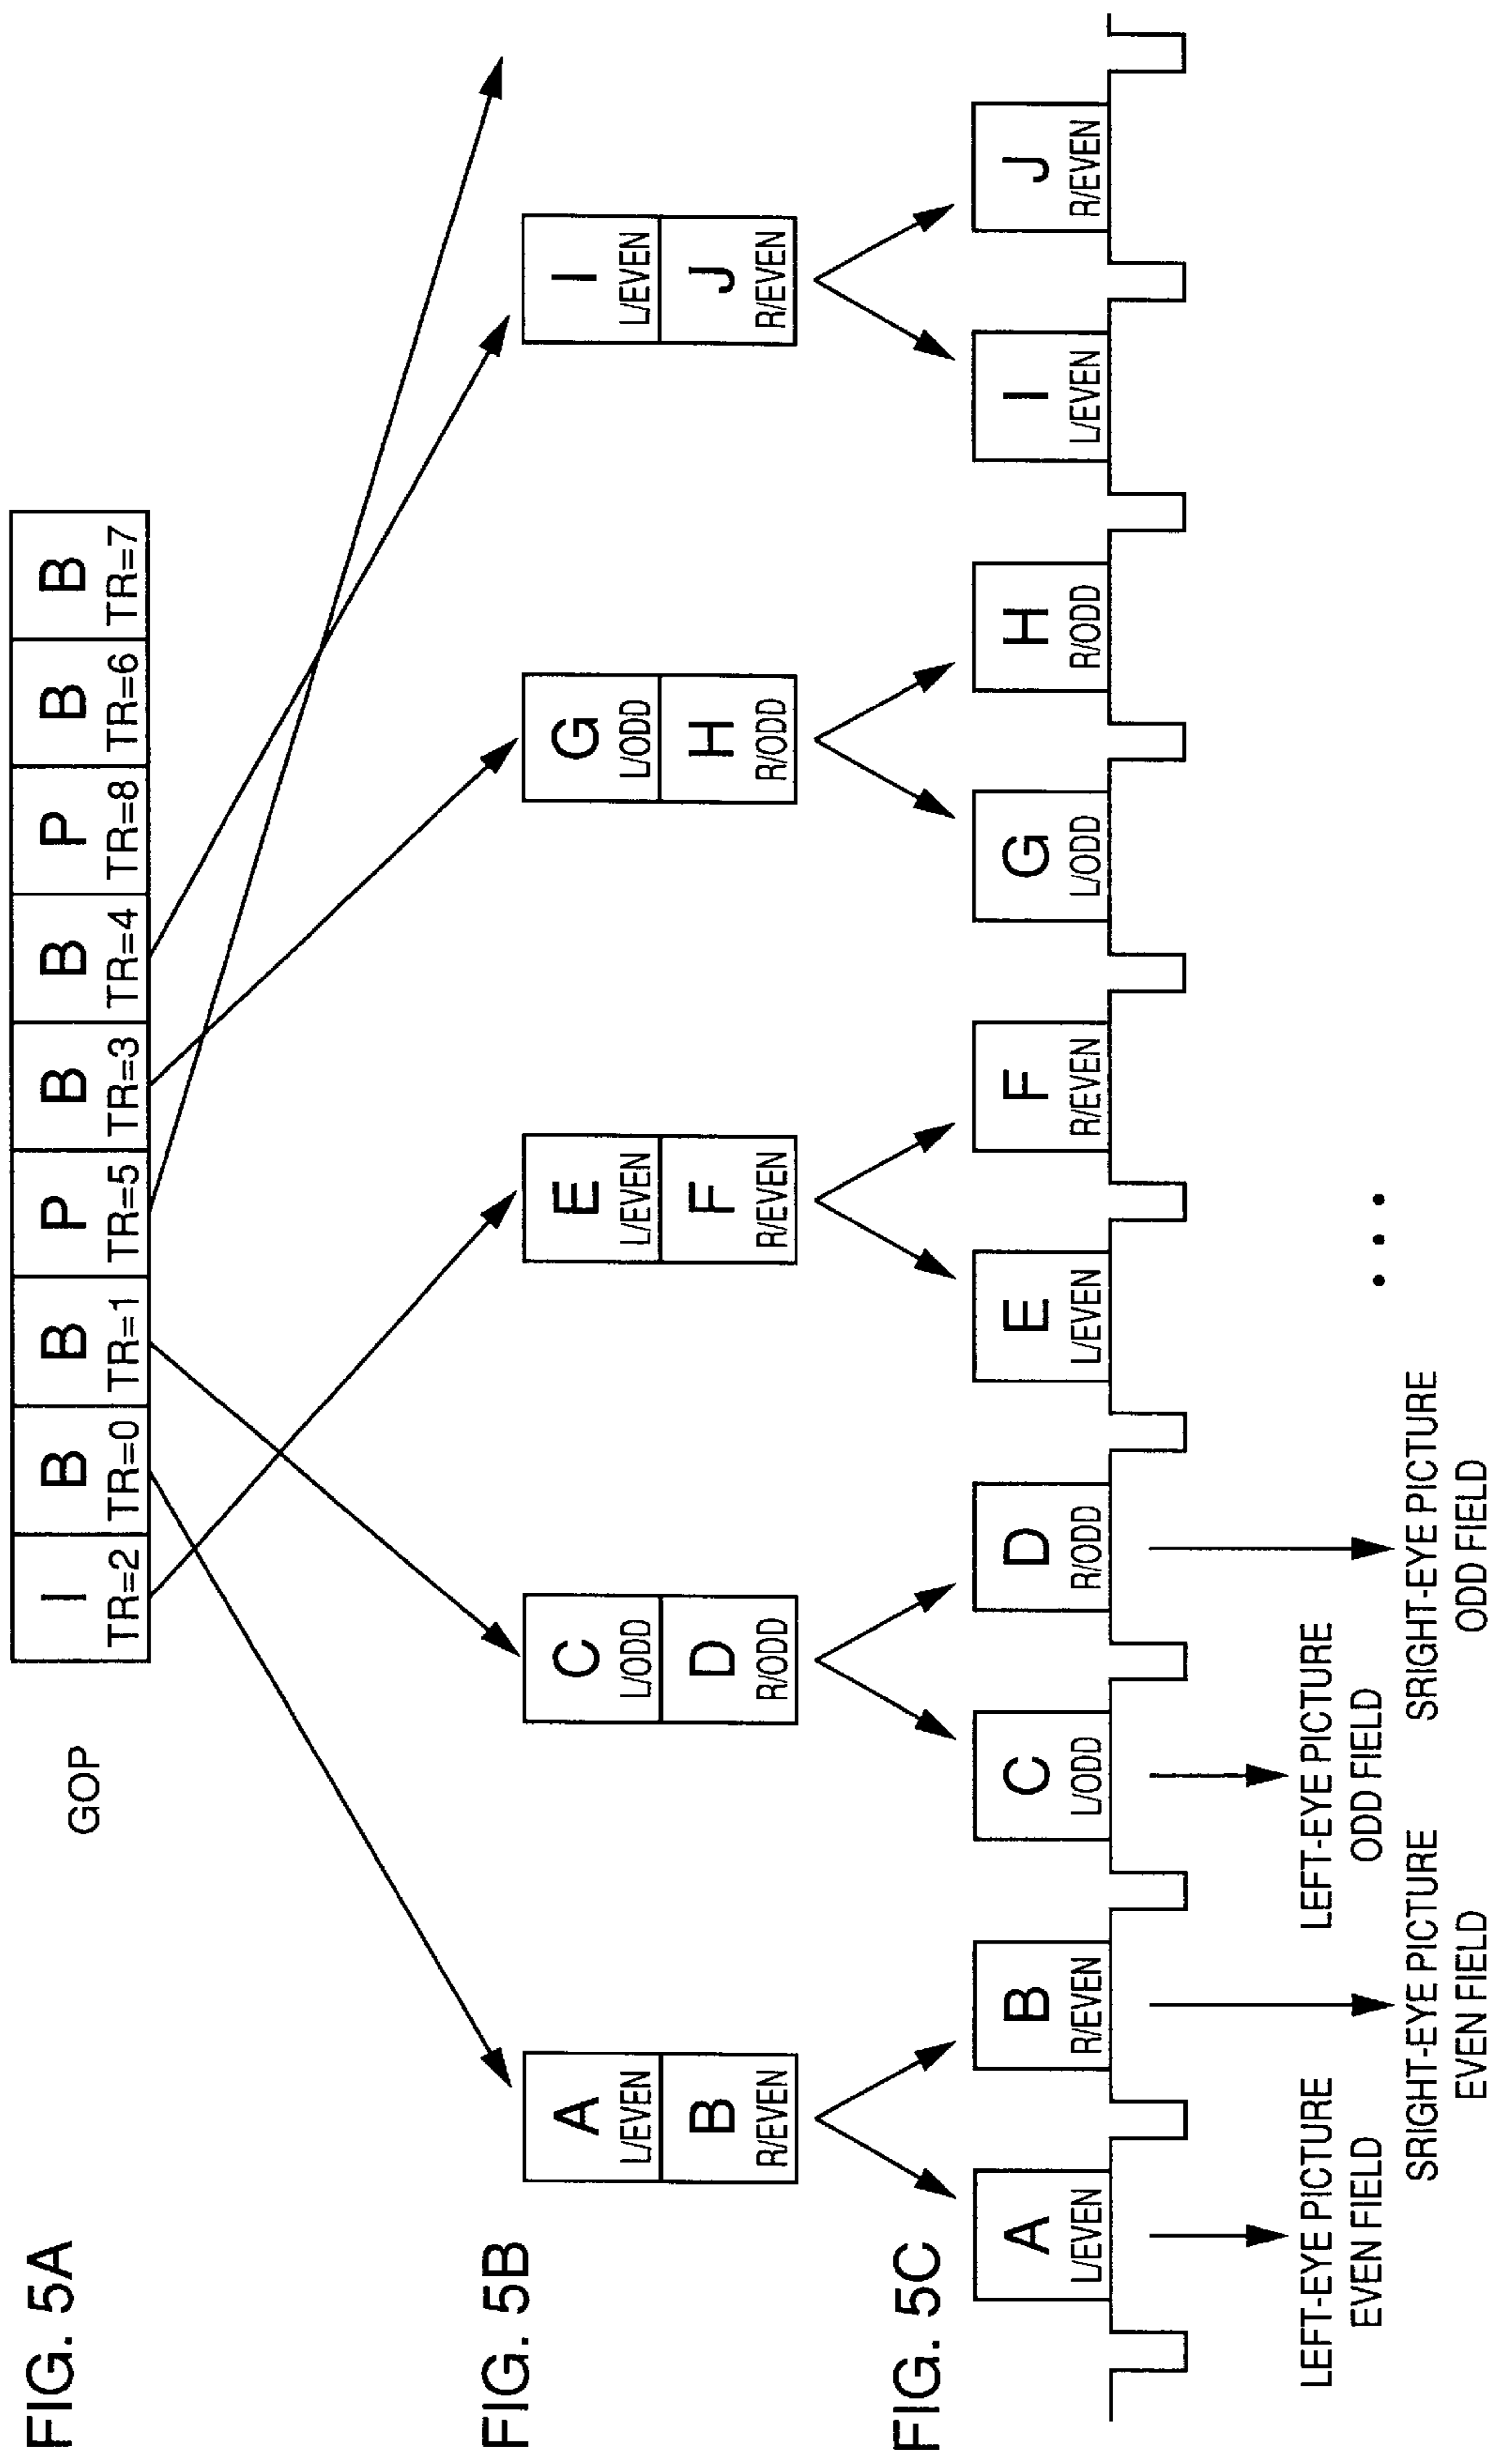 FIG. 5A
GOP
I B B P B B P B B
TR=2 TR=0 TR=1 TR=5 TR=3 TR=4 TR=8 TR=6 TR=7
FIG. 5B
A C E G I
L/EVEN L/ODD L/EVEN L/ODD L/EVEN
B D F H J
R/EVEN R/ODD R/EVEN R/ODD R/EVEN
FIG. 5C
A B C D E F G H I J
L/EVEN R/EVEN L/ODD R/ODD L/EVEN R/EVEN L/ODD R/ODD L/EVEN R/EVEN
LEFT-EYE PICTURE
EVEN FIELD
LEFT-EYE PICTURE
ODD FIELD
SRIGHT-EYE PICTURE
EVEN FIELD
SRIGHT-EYE PICTURE
ODD FIELD
• • •